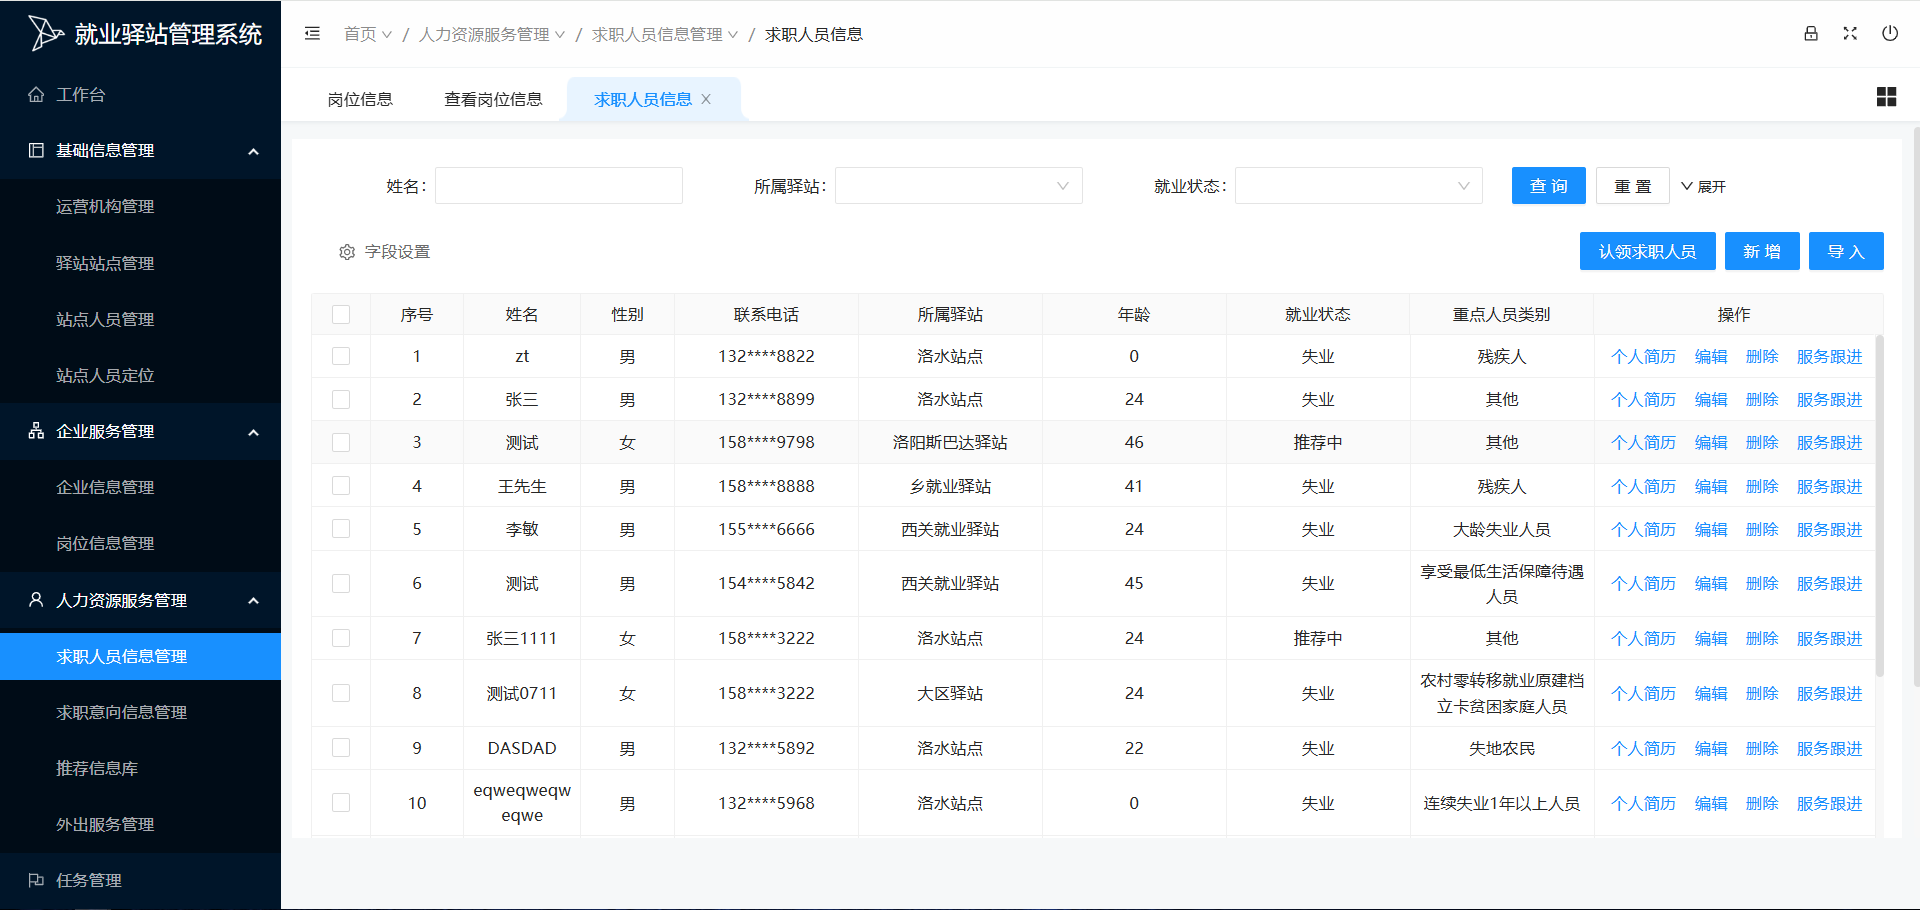 就业驿站管理系统
首页 / 人力资源服务管理 / 求职人员信息管理 / 求职人员信息
工作台
基础信息管理
运营机构管理
驿站站点管理
站点人员管理
站点人员定位
企业服务管理
企业信息管理
岗位信息管理
人力资源服务管理
求职人员信息管理
求职意向信息管理
推荐信息库
外出服务管理
任务管理
岗位信息 查看岗位信息 求职人员信息
姓名: 所属驿站: 就业状态: 查 询 重 置 展开
字段设置 认领求职人员 新 增 导 入
序号 姓名 性别 联系电话 所属驿站 年龄 就业状态 重点人员类别 操作
1 zt 男 132****8822 洛水站点 0 失业 残疾人 个人简历 编辑 删除 服务跟进
2 张三 男 132****8899 洛水站点 24 失业 其他 个人简历 编辑 删除 服务跟进
3 测试 女 158****9798 洛阳斯巴达驿站 46 推荐中 其他 个人简历 编辑 删除 服务跟进
4 王先生 男 158****8888 乡就业驿站 41 失业 残疾人 个人简历 编辑 删除 服务跟进
5 李敏 男 155****6666 西关就业驿站 24 失业 大龄失业人员 个人简历 编辑 删除 服务跟进
6 测试 男 154****5842 西关就业驿站 45 失业 享受最低生活保障待遇
人员 个人简历 编辑 删除 服务跟进
7 张三1111 女 158****3222 洛水站点 24 推荐中 其他 个人简历 编辑 删除 服务跟进
8 测试0711 女 158****3222 大区驿站 24 失业 农村零转移就业原建档
立卡贫困家庭人员 个人简历 编辑 删除 服务跟进
9 DASDAD 男 132****5892 洛水站点 22 失业 失地农民 个人简历 编辑 删除 服务跟进
10 eqweqweqw
eqwe 男 132****5968 洛水站点 0 失业 连续失业1年以上人员 个人简历 编辑 删除 服务跟进